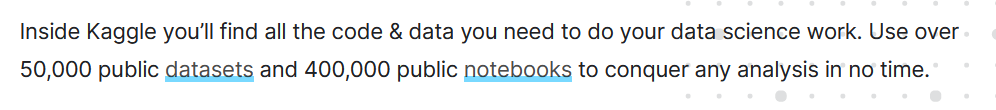 Inside Kaggle you’ll find all the code & data you need to do your data science work. Use over
50,000 public datasets and 400,000 public notebooks to conquer any analysis in no time.